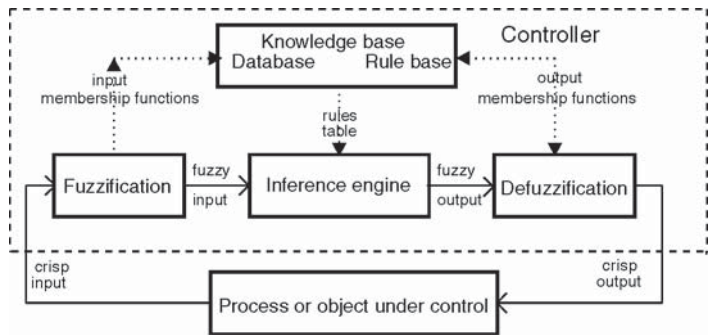 Controller
Knowledge base
Database Rule base
input
membership functions
output
membership functions
rules
table
Fuzzification
fuzzy
input
Inference engine
fuzzy
output
Defuzzification
crisp
input
crisp
output
Process or object under control